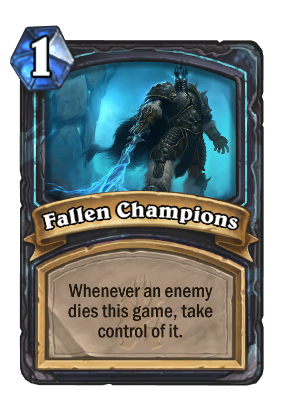 1
Fallen Champions
Whenever an enemy
dies this game, take
control of it.